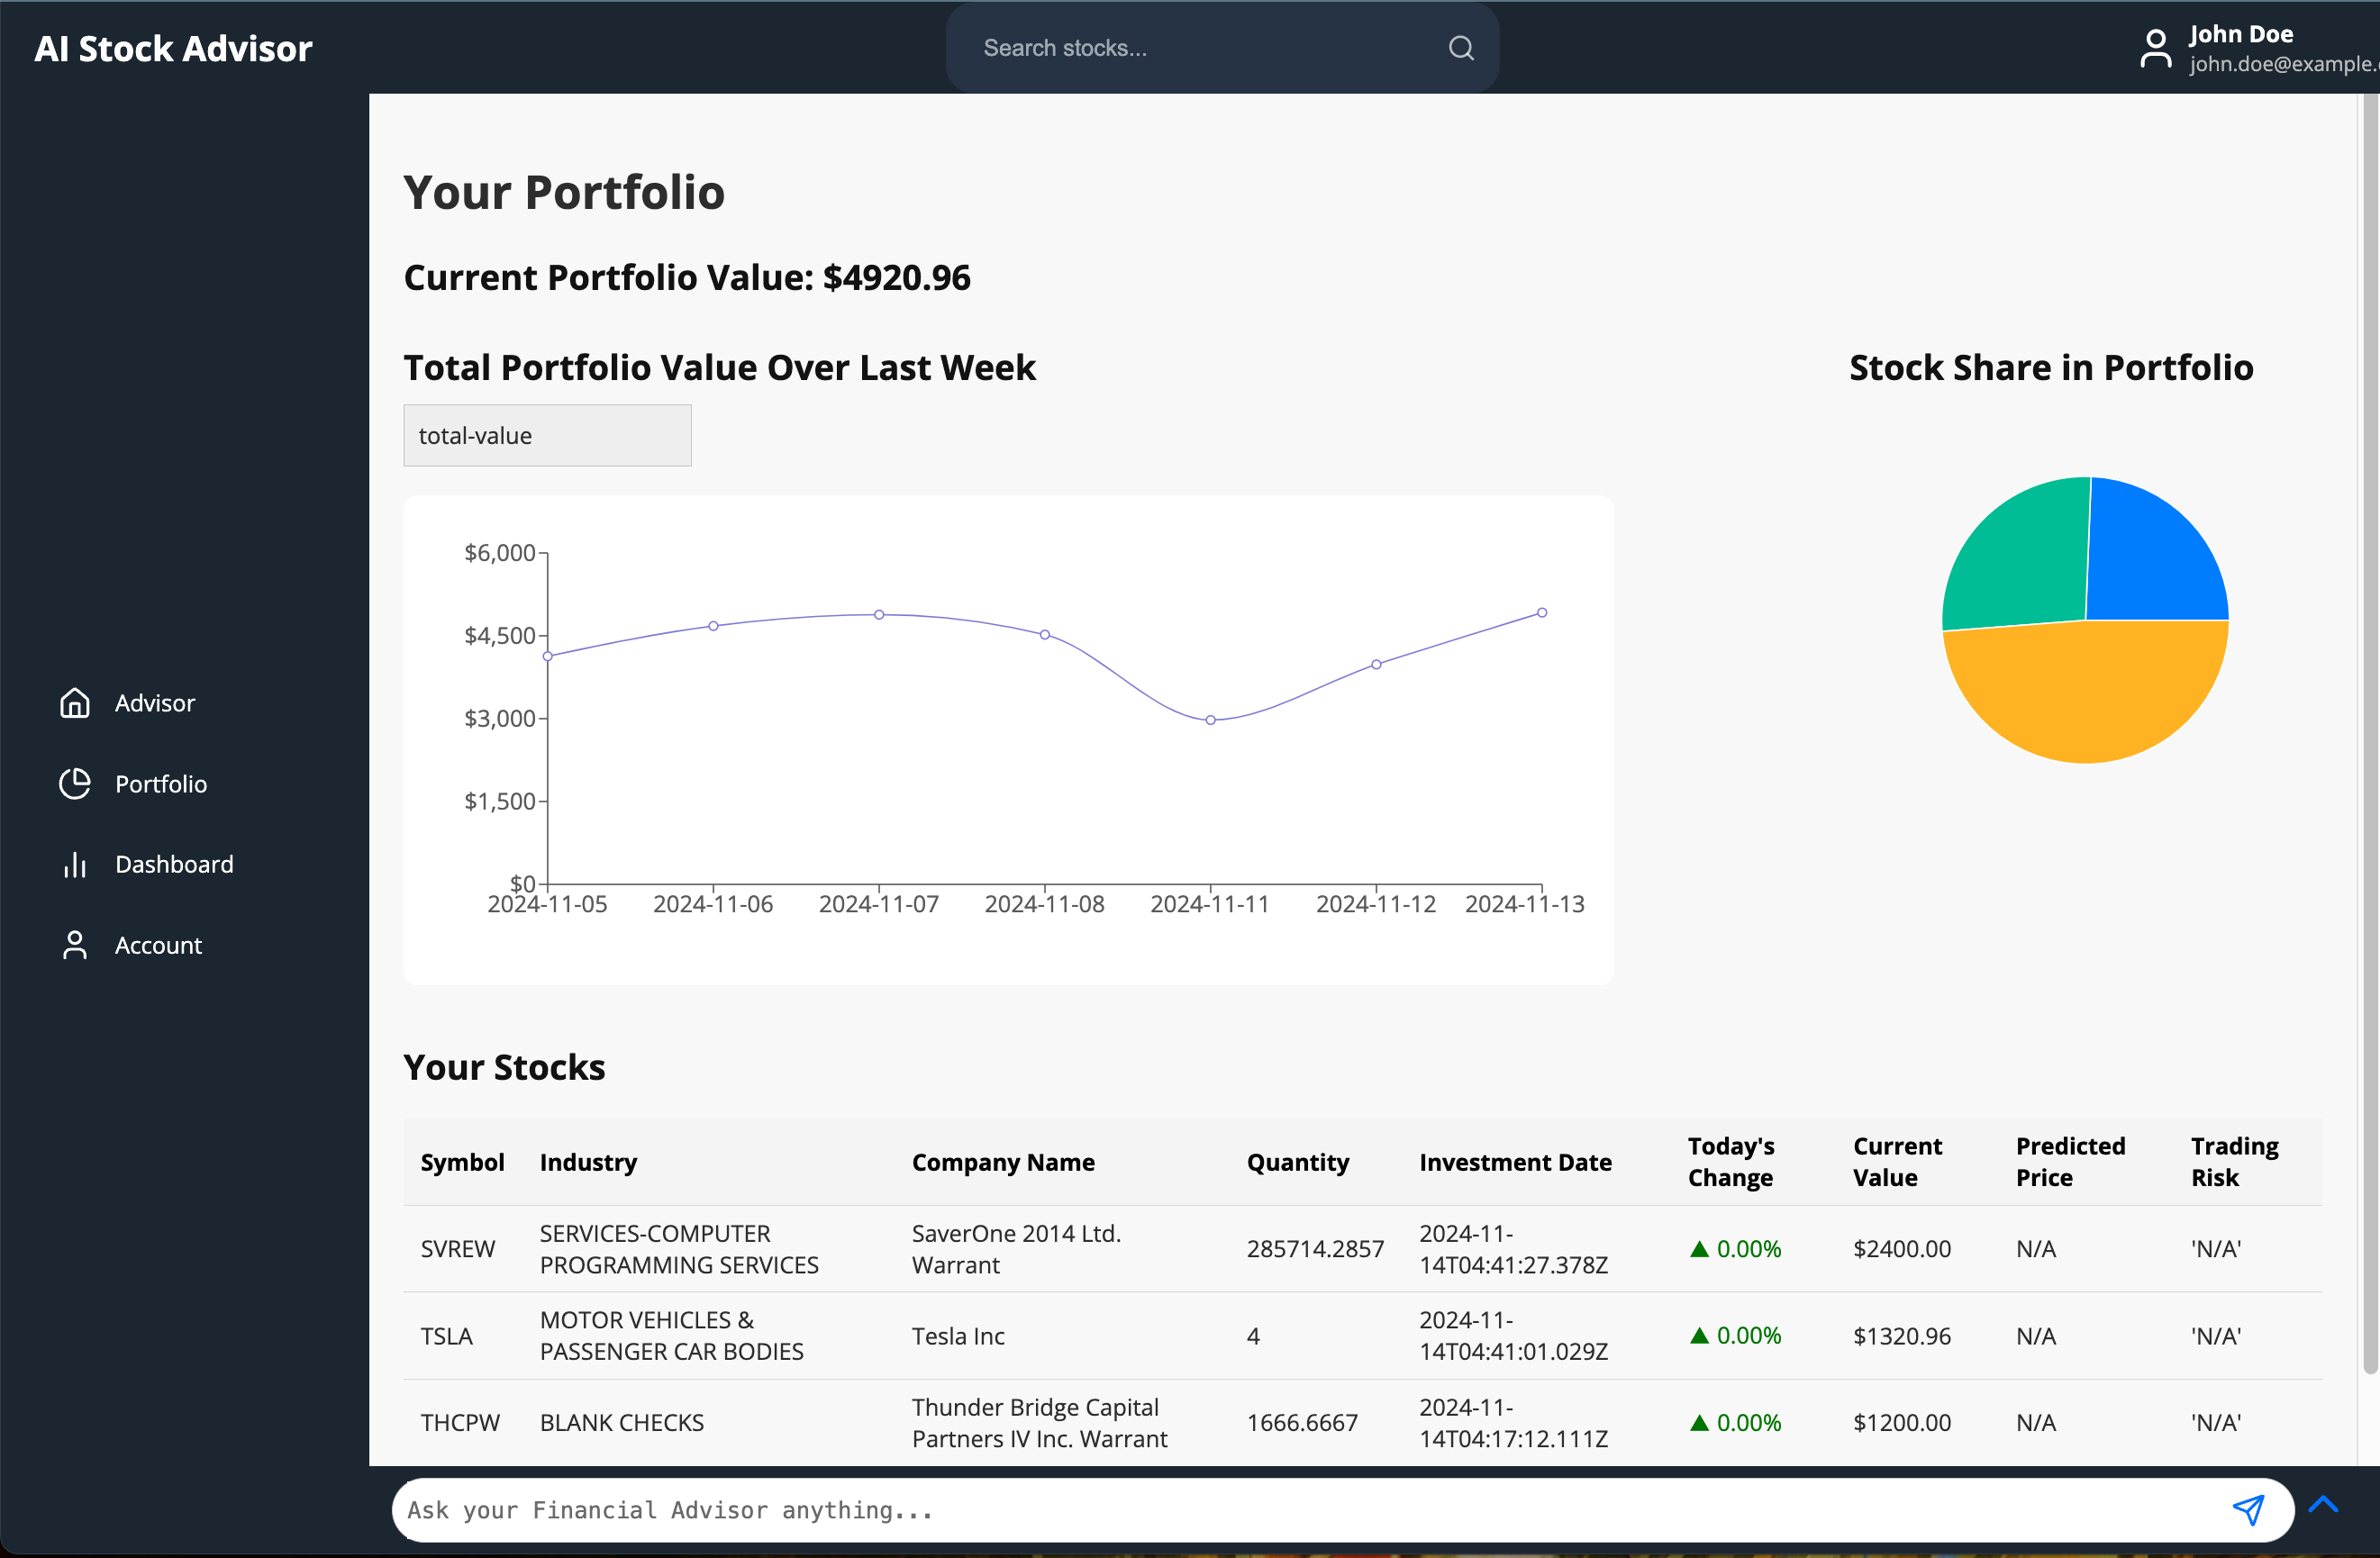 AI Stock Advisor
Search stocks...
John Doe
john.doe@example.
Advisor
Portfolio
Dashboard
Account
Your Portfolio
Current Portfolio Value: $4920.96
Total Portfolio Value Over Last Week
total-value
$6,000
$4,500
$3,000
$1,500
$0
2024-11-05 2024-11-06 2024-11-07 2024-11-08 2024-11-11 2024-11-12 2024-11-13
Stock Share in Portfolio
Your Stocks
Symbol Industry Company Name Quantity Investment Date Today's Change Current Value Predicted Price Trading Risk
SVREW SERVICES-COMPUTER PROGRAMMING SERVICES SaverOne 2014 Ltd. Warrant 285714.2857 2024-11-14T04:41:27.378Z ▲ 0.00% $2400.00 N/A 'N/A'
TSLA MOTOR VEHICLES & PASSENGER CAR BODIES Tesla Inc 4 2024-11-14T04:41:01.029Z ▲ 0.00% $1320.96 N/A 'N/A'
THCPW BLANK CHECKS Thunder Bridge Capital Partners IV Inc. Warrant 1666.6667 2024-11-14T04:17:12.111Z ▲ 0.00% $1200.00 N/A 'N/A'
Ask your Financial Advisor anything...